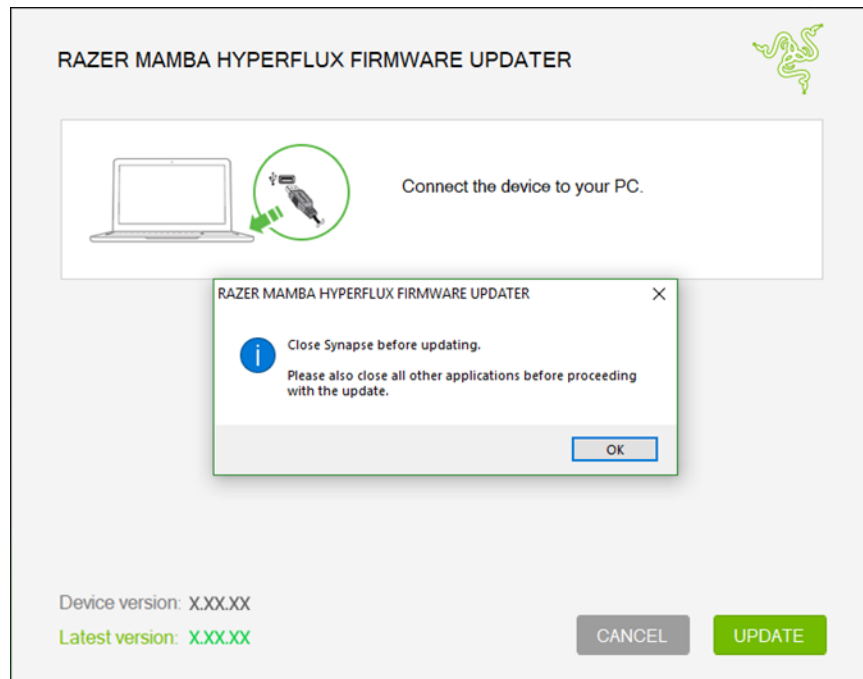 RAZER MAMBA HYPERFLUX FIRMWARE UPDATER
Connect the device to your PC.
RAZER MAMBA HYPERFLUX FIRMWARE UPDATER
Close Synapse before updating.
Please also close all other applications before proceeding
with the update.
OK
Device version: X.XX.XX
Latest version: X.XX.XX
CANCEL
UPDATE